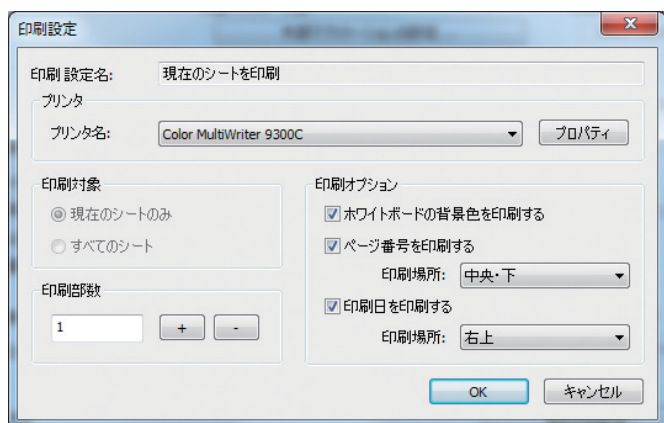 印刷設定
印刷設定名: 現在のシートを印刷
プリンタ
プリンタ名: Color MultiWriter 9300C プロパティ
印刷対象
現在のシートのみ
すべてのシート
印刷部数
1 + -
印刷オプション
ホワイトボードの背景色を印刷する
ページ番号を印刷する
印刷場所: 中央・下
印刷日を印刷する
印刷場所: 右上
OK キャンセル